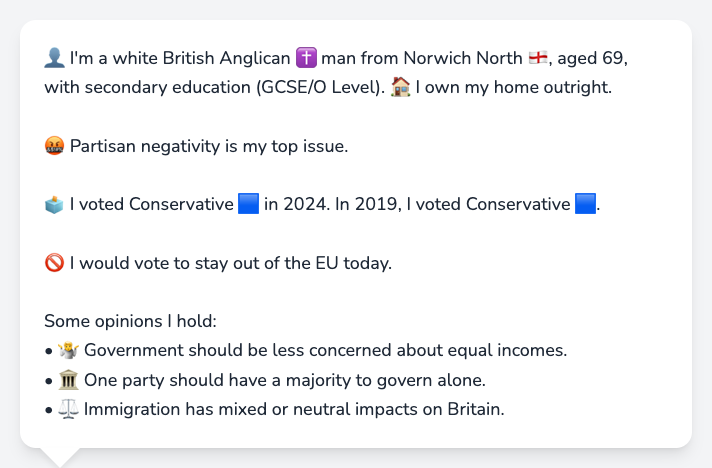 👤 I'm a white British Anglican ✝️ man from Norwich North 🏴󠁧󠁢󠁥󠁮󠁧󠁿, aged 69,
with secondary education (GCSE/O Level). 🏠 I own my home outright.
🤬 Partisan negativity is my top issue.
🗳️ I voted Conservative 🟦 in 2024. In 2019, I voted Conservative 🟦.
🚫 I would vote to stay out of the EU today.
Some opinions I hold:
• 🤷 Government should be less concerned about equal incomes.
• 🏛️ One party should have a majority to govern alone.
• ⚖️ Immigration has mixed or neutral impacts on Britain.